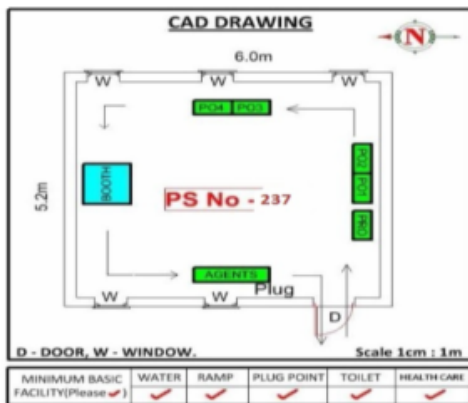 CAD DRAWING
N
6.0m
W W W
PO4 PO3
5.2m
BOOTH
PO2
PO1
PRO
PS No - 237
AGENTS
Plug
W W
D
D - DOOR, W - WINDOW.
Scale 1cm : 1m
MINIMUM BASIC FACILITY(Please ✓) WATER RAMP PLUG POINT TOILET HEALTH CARE
✓ ✓ ✓ ✓ ✓